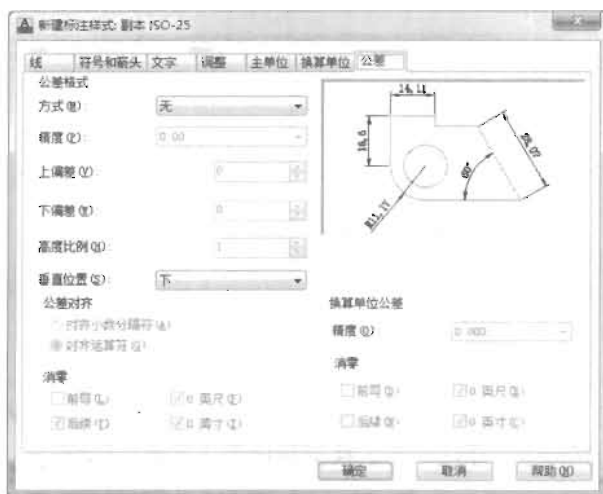 新建标注样式: 副本 ISO-25
线 符号和箭头 文字 调整 主单位 换算单位 公差
公差格式
方式(M): 无
精度(P): 0.00
上偏差(V): 0
下偏差(W): 0
高度比例(H): 1
垂直位置(S): 下
公差对齐
对齐小数分隔符(A)
对齐运算符(G)
消零
前导(L) 0 英尺(F)
后续(T) 0 英寸(I)
14,11
16,6
R11,17
60°
28,07
换算单位公差
精度(O) 0.000
消零
前导(D) 0 英尺(E)
后续(N) 0 英寸(C)
确定 取消 帮助(H)